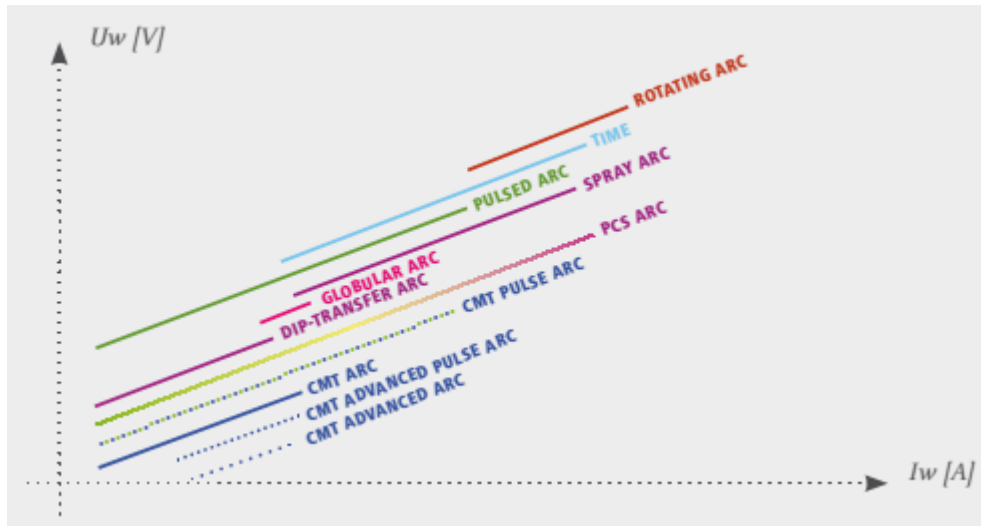 Uw [V]
ROTATING ARC
TIME
PULSED ARC
SPRAY ARC
PCS ARC
GLOBULAR ARC
DIP-TRANSFER ARC
CMT PULSE ARC
CMT ARC
CMT ADVANCED PULSE ARC
CMT ADVANCED ARC
Iw [A]